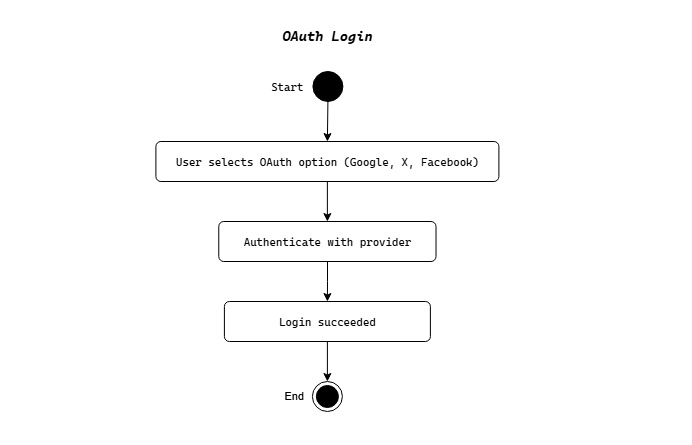 OAuth Login
Start
User selects OAuth option (Google, X, Facebook)
Authenticate with provider
Login succeeded
End